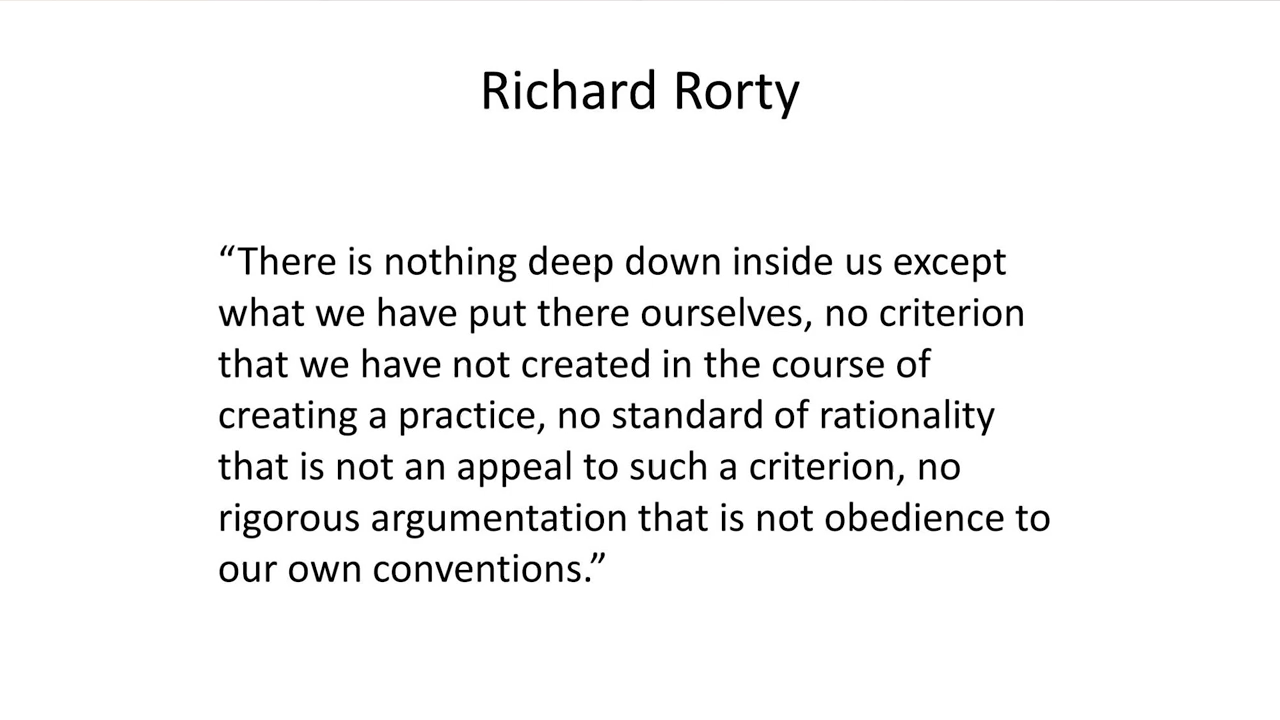 Richard Rorty
“There is nothing deep down inside us except
what we have put there ourselves, no criterion
that we have not created in the course of
creating a practice, no standard of rationality
that is not an appeal to such a criterion, no
rigorous argumentation that is not obedience to
our own conventions.”